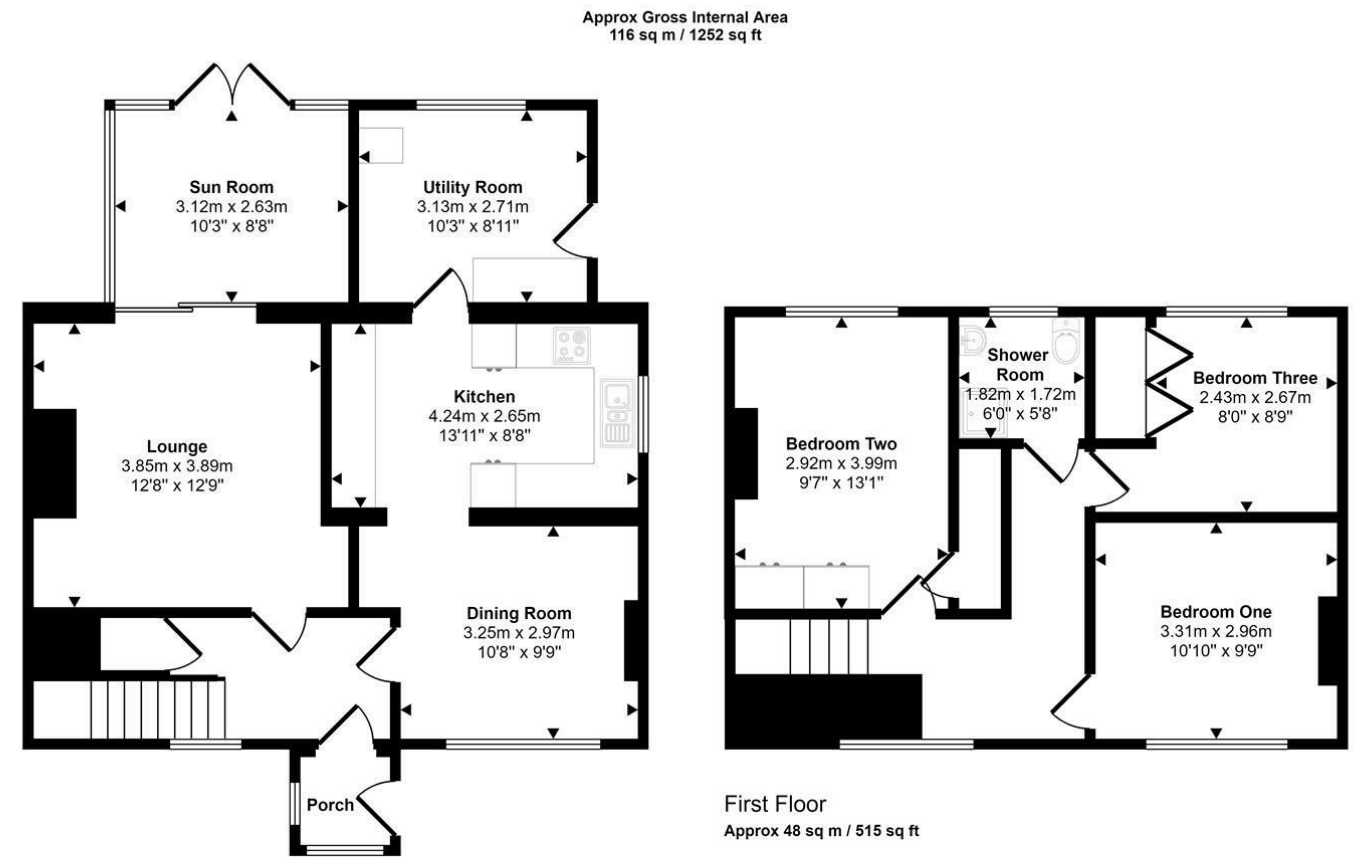 Approx Gross Internal Area
116 sq m / 1252 sq ft
Sun Room
3.12m x 2.63m
10'3" x 8'8"
Utility Room
3.13m x 2.71m
10'3" x 8'11"
Lounge
3.85m x 3.89m
12'8" x 12'9"
Kitchen
4.24m x 2.65m
13'11" x 8'8"
Dining Room
3.25m x 2.97m
10'8" x 9'9"
Porch
Bedroom Two
2.92m x 3.99m
9'7" x 13'1"
Shower
Room
1.82m x 1.72m
6'0" x 5'8"
Bedroom Three
2.43m x 2.67m
8'0" x 8'9"
Bedroom One
3.31m x 2.96m
10'10" x 9'9"
First Floor
Approx 48 sq m / 515 sq ft